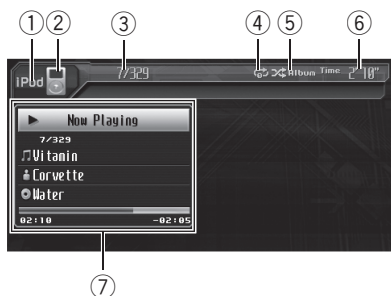 ① ② ③ ④ ⑤ ⑥
iPod 7/329 Album Time 2'10"
Now Playing
7/329
Vitamin
Corvette
Water
02:10 -02:05
⑦